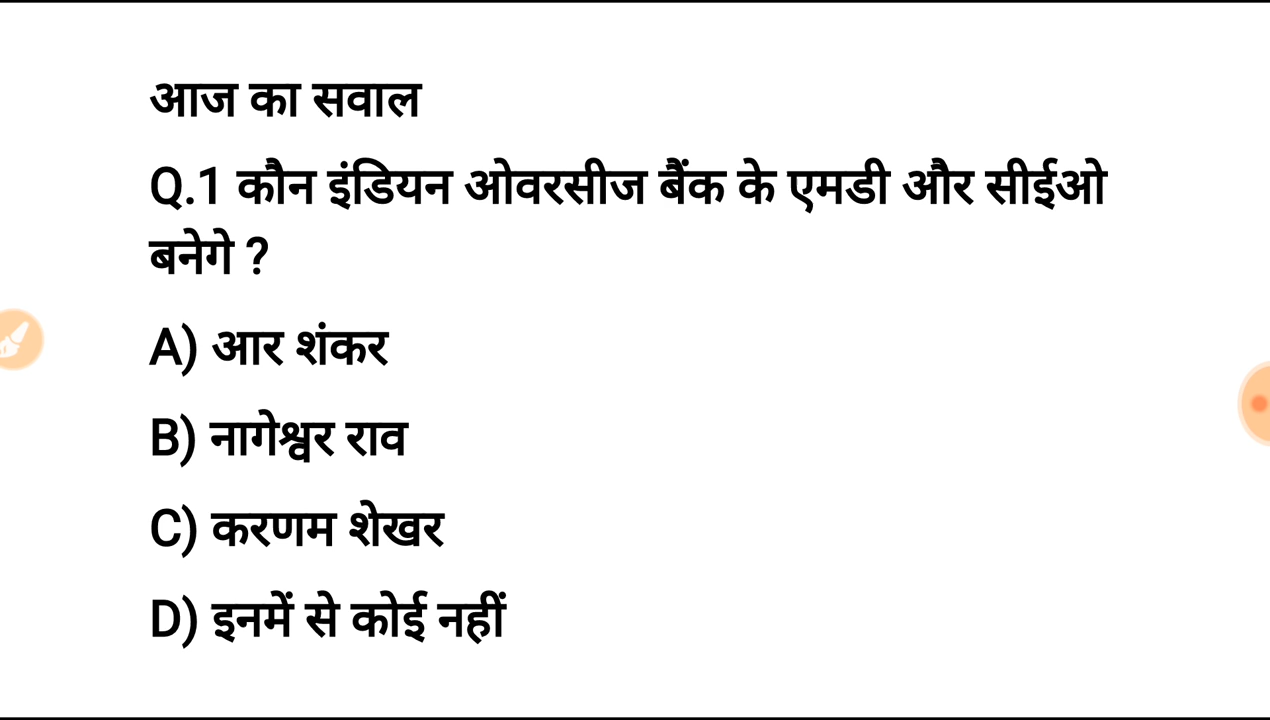 आज का सवाल
Q.1 कौन इंडियन ओवरसीज बैंक के एमडी और सीईओ
बनेगे ?
A) आर शंकर
B) नागेश्वर राव
C) करणम शेखर
D) इनमें से कोई नहीं